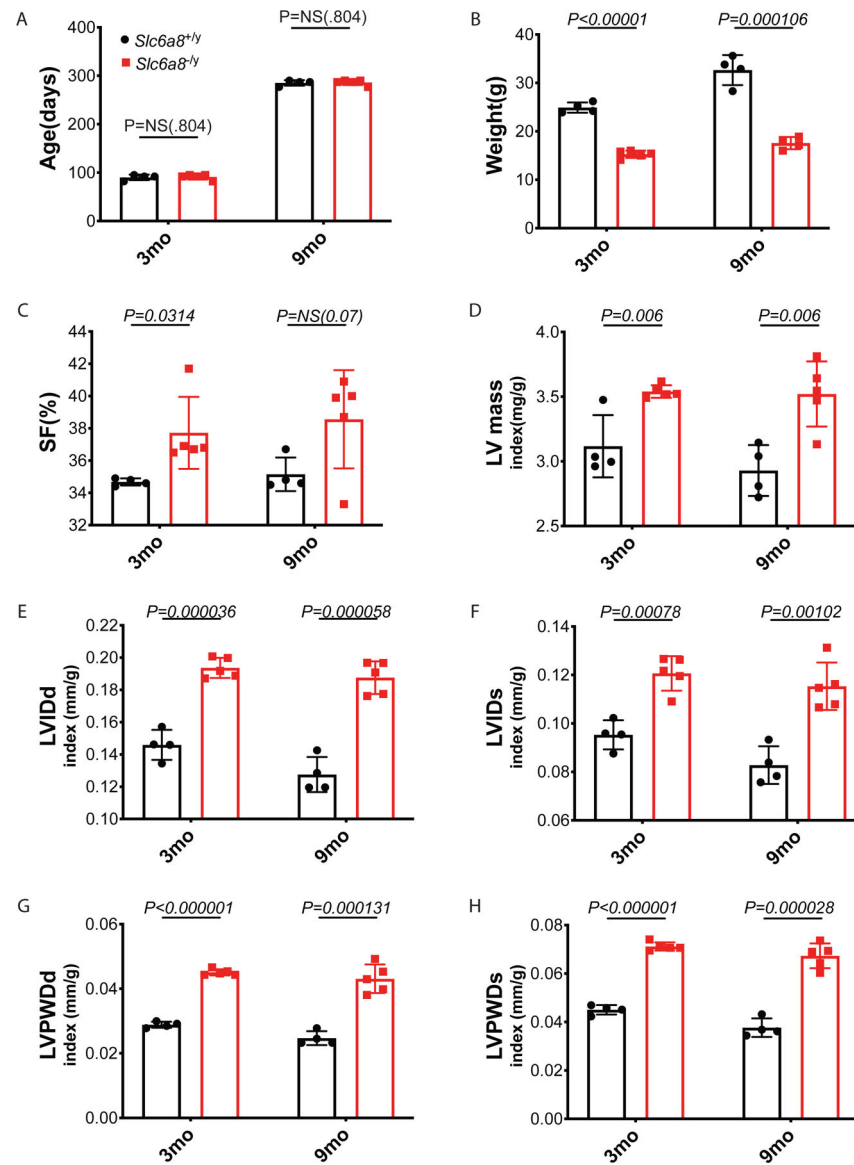 A
P=NS(.804)
Slc6a8+/y
Slc6a8-/y
P=NS(.804)
Age(days)
400
300
200
100
0
3mo
9mo
B
P<0.00001
P=0.000106
Weight(g)
40
30
20
10
0
3mo
9mo
C
P=0.0314
P=NS(0.07)
SF(%)
44
42
40
38
36
34
32
3mo
9mo
D
P=0.006
P=0.006
LV mass
index(mg/g)
4.0
3.5
3.0
2.5
3mo
9mo
E
P=0.000036
P=0.000058
LVIDd
index (mm/g)
0.22
0.20
0.18
0.16
0.14
0.12
0.10
3mo
9mo
F
P=0.00078
P=0.00102
LVIDs
index (mm/g)
0.14
0.12
0.10
0.08
0.06
3mo
9mo
G
P<0.000001
P=0.000131
LVPWDd
index (mm/g)
0.06
0.04
0.02
0.00
3mo
9mo
H
P<0.000001
P=0.000028
LVPWDs
index (mm/g)
0.08
0.06
0.04
0.02
0.00
3mo
9mo